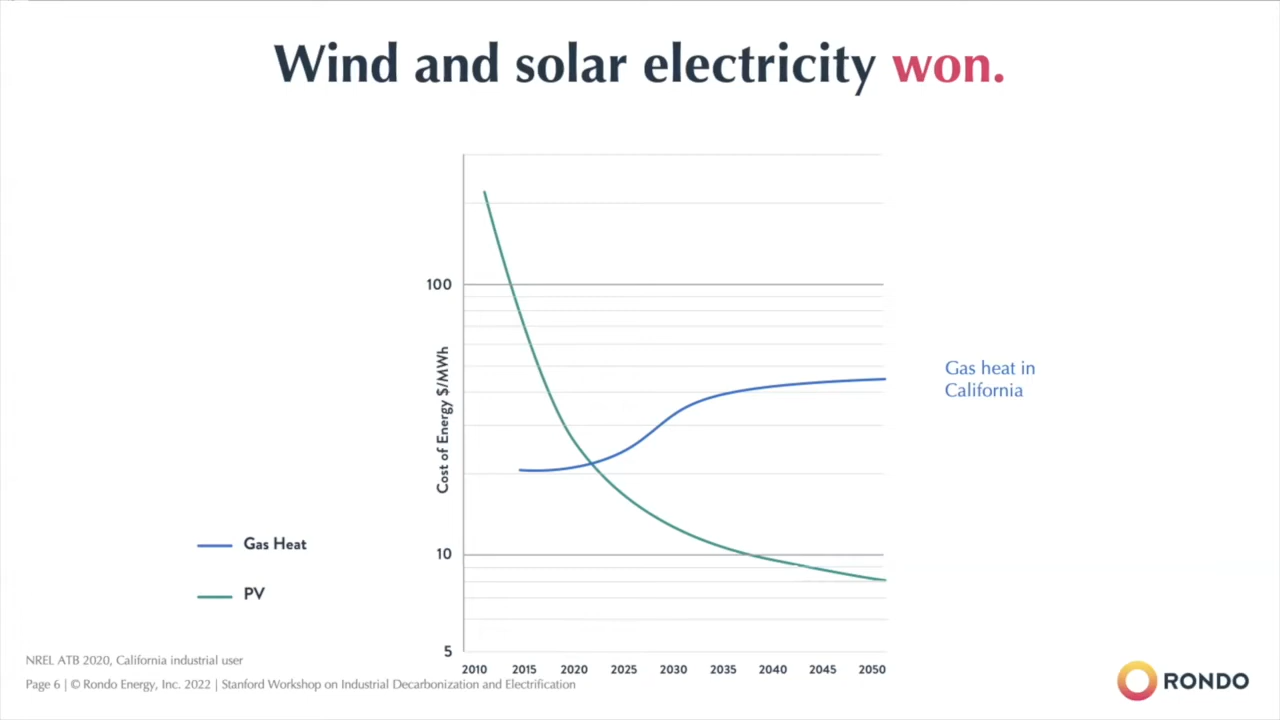 Wind and solar electricity won.
100
Cost of Energy $/MWh
Gas heat in
California
10
Gas Heat
PV
5
2010 2015 2020 2025 2030 2035 2040 2045 2050
NREL ATB 2020, California industrial user
Page 6 | © Rondo Energy, Inc. 2022 | Stanford Workshop on Industrial Decarbonization and Electrification
RONDO